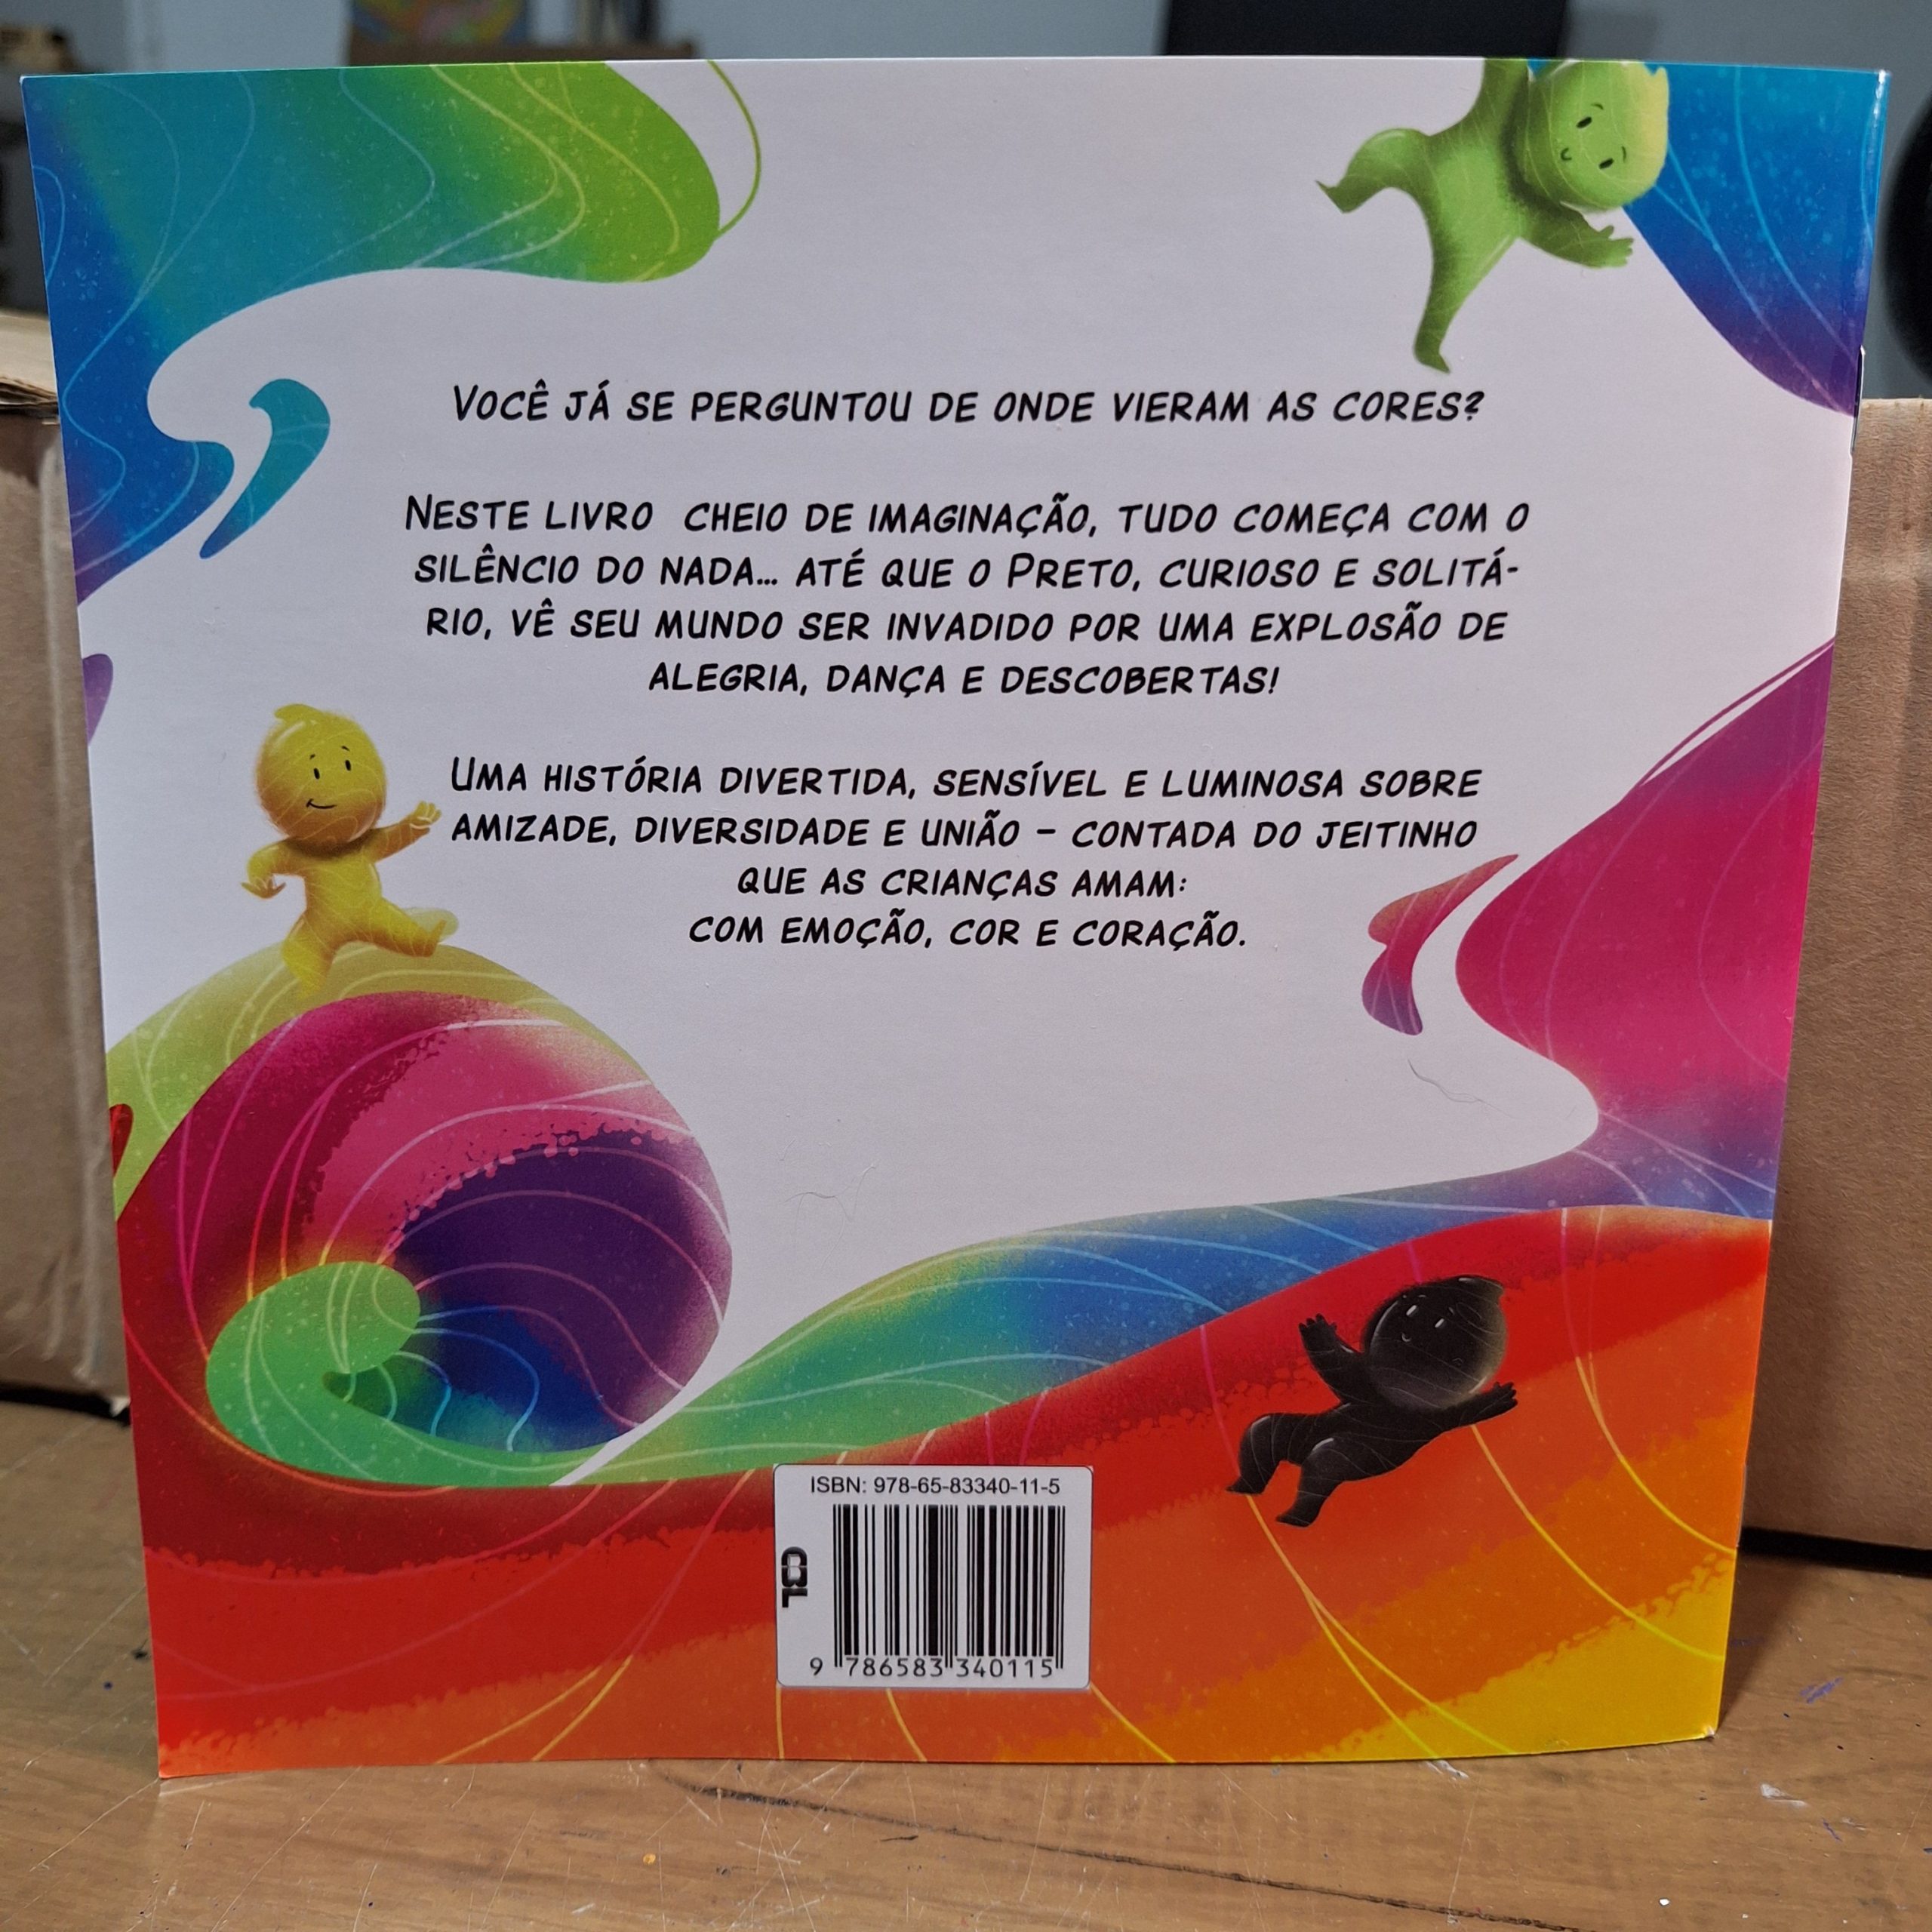 VOCÊ JÁ SE PERGUNTOU DE ONDE VIERAM AS CORES?
NESTE LIVRO CHEIO DE IMAGINAÇÃO, TUDO COMEÇA COM O
SILÊNCIO DO NADA... ATÉ QUE O PRETO, CURIOSO E SOLITÁ-
RIO, VÊ SEU MUNDO SER INVADIDO POR UMA EXPLOSÃO DE
ALEGRIA, DANÇA E DESCOBERTAS!
UMA HISTÓRIA DIVERTIDA, SENSÍVEL E LUMINOSA SOBRE
AMIZADE, DIVERSIDADE E UNIÃO – CONTADA DO JEITINHO
QUE AS CRIANÇAS AMAM:
COM EMOÇÃO, COR E CORAÇÃO.
ISBN: 978-65-83340-11-5
CBL
9 786583 340115